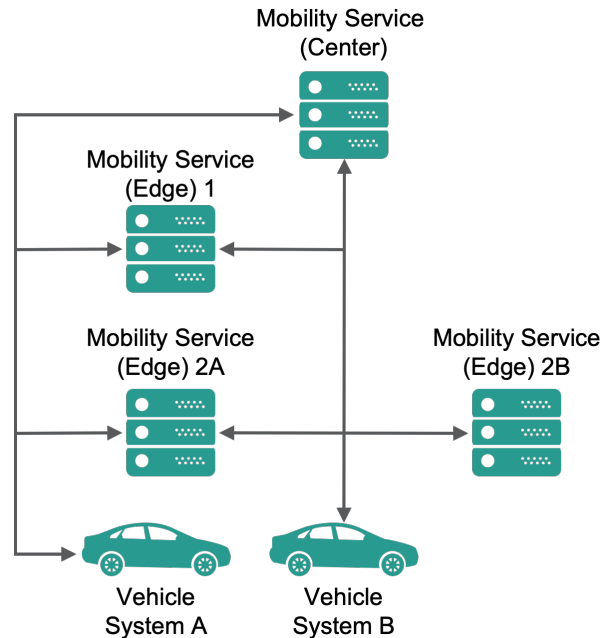 Mobility Service
(Center)
Mobility Service
(Edge) 1
Mobility Service
(Edge) 2A
Mobility Service
(Edge) 2B
Vehicle
System A
Vehicle
System B